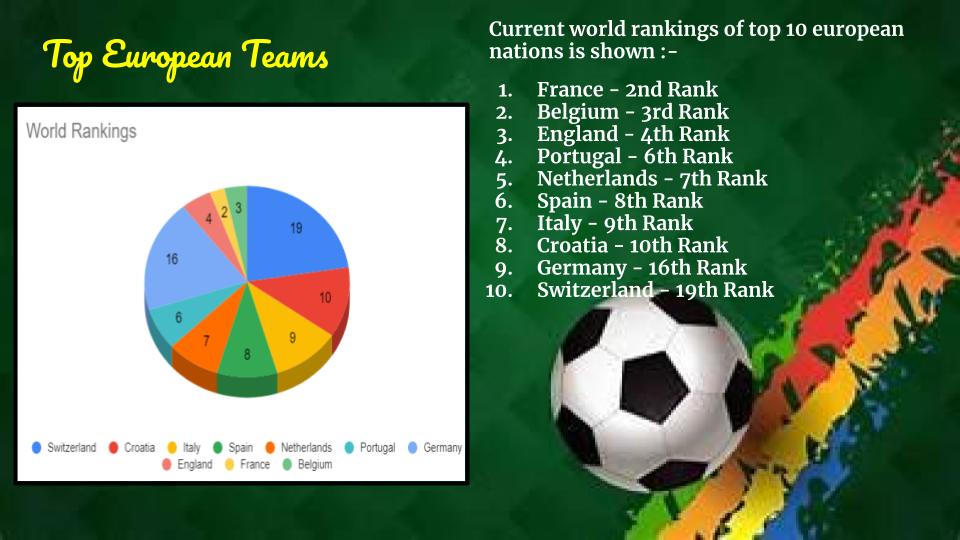 Top European Teams
Current world rankings of top 10 european
nations is shown :-
1. France - 2nd Rank
2. Belgium - 3rd Rank
3. England - 4th Rank
4. Portugal - 6th Rank
5. Netherlands - 7th Rank
6. Spain - 8th Rank
7. Italy - 9th Rank
8. Croatia - 10th Rank
9. Germany - 16th Rank
10. Switzerland - 19th Rank
World Rankings
19
10
9
8
7
6
16
4
2
3
Switzerland Croatia Italy Spain Netherlands Portugal Germany
England France Belgium